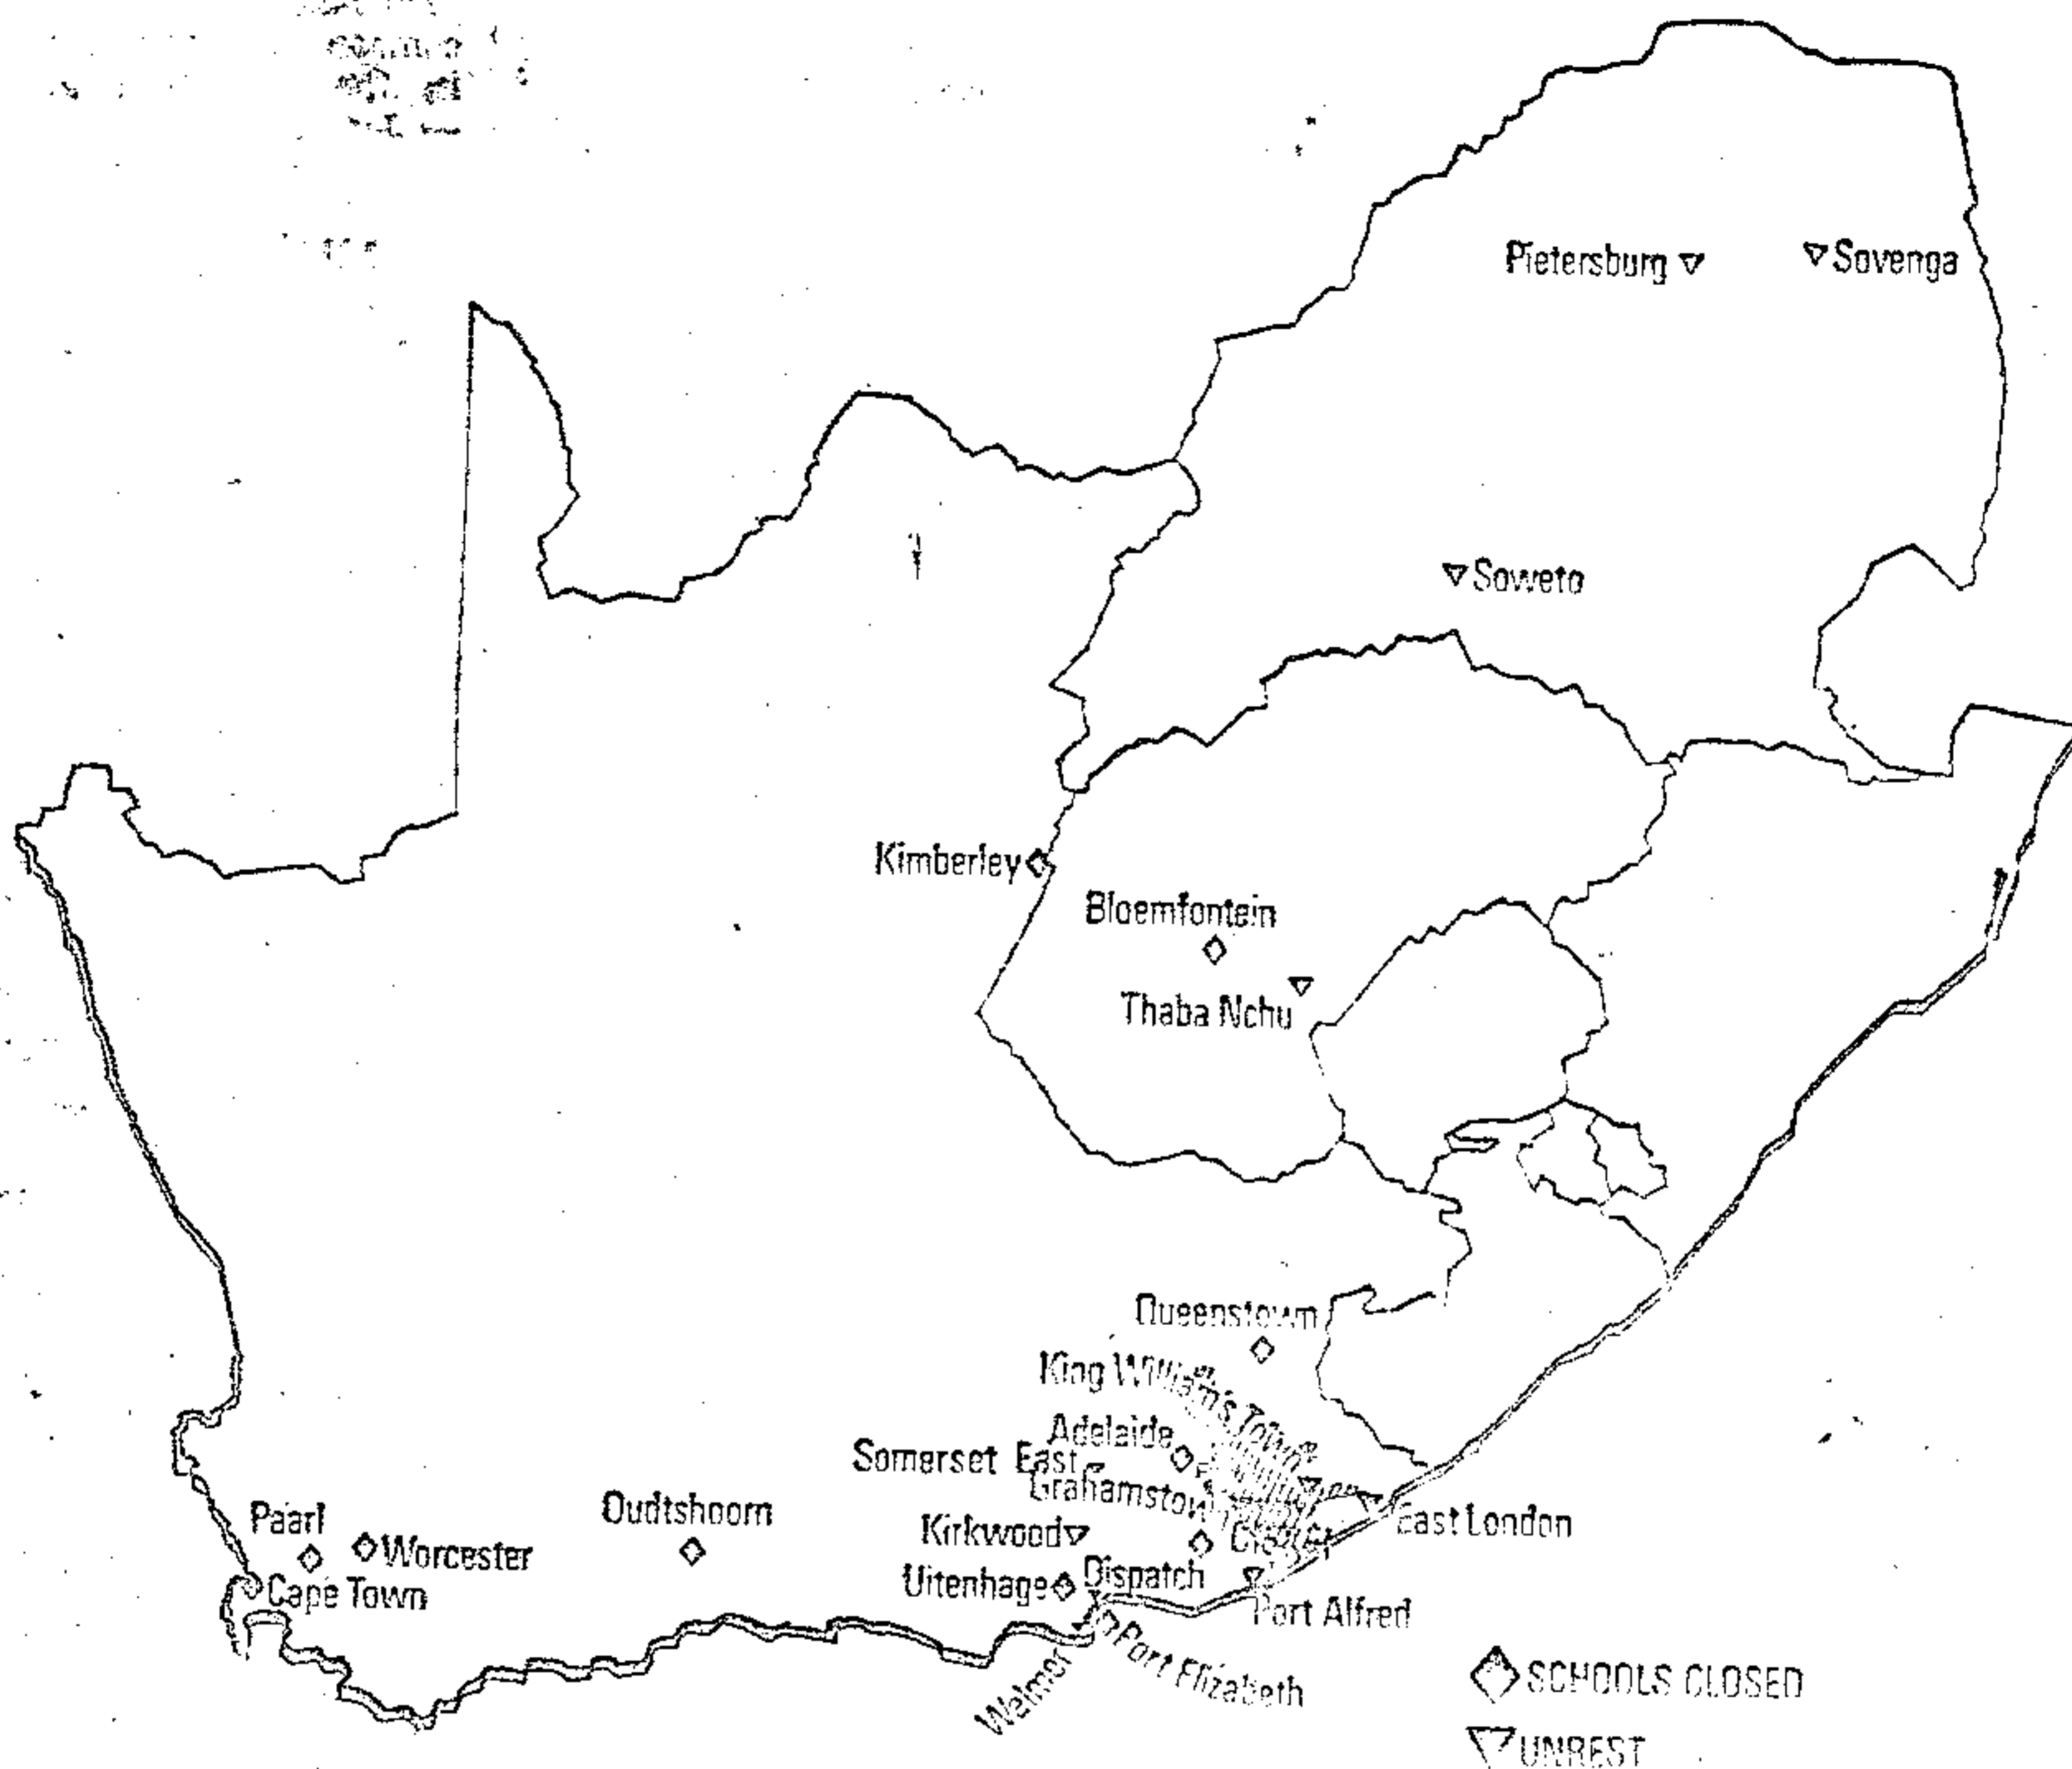 Pietersburg
Sovenga
Soweto
Kimberley
Bloemfontein
Thaba Nchu
Queenstown
King William's Town
Adelaide
Somerset East
Grahamstown
East London
Paarl
Oudtshoorn
Kirkwood
Worcester
Dispatch
Uitenhage
Cape Town
Port Alfred
Port Elizabeth
Walmer
SCHOOLS CLOSED
UNREST